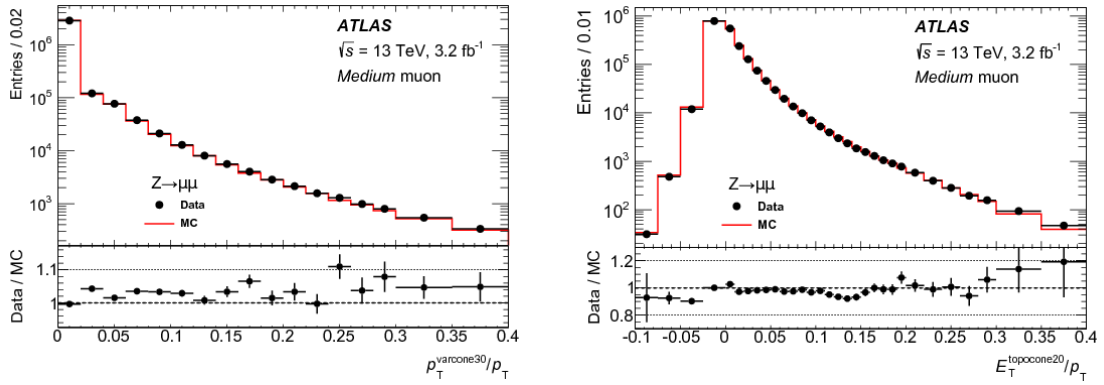 Entries / 0.02
10⁶
10⁵
10⁴
10³
ATLAS
√s = 13 TeV, 3.2 fb⁻¹
Medium muon
Z→μμ
Data
MC
Data / MC
1.1
1
0 0.05 0.1 0.15 0.2 0.25 0.3 0.35 0.4
p_T^varcone30/p_T
Entries / 0.01
10⁶
10⁵
10⁴
10³
10²
ATLAS
√s = 13 TeV, 3.2 fb⁻¹
Medium muon
Z→μμ
Data
MC
Data / MC
1.2
1
0.8
-0.1 -0.05 0 0.05 0.1 0.15 0.2 0.25 0.3 0.35 0.4
E_T^topocone20/p_T